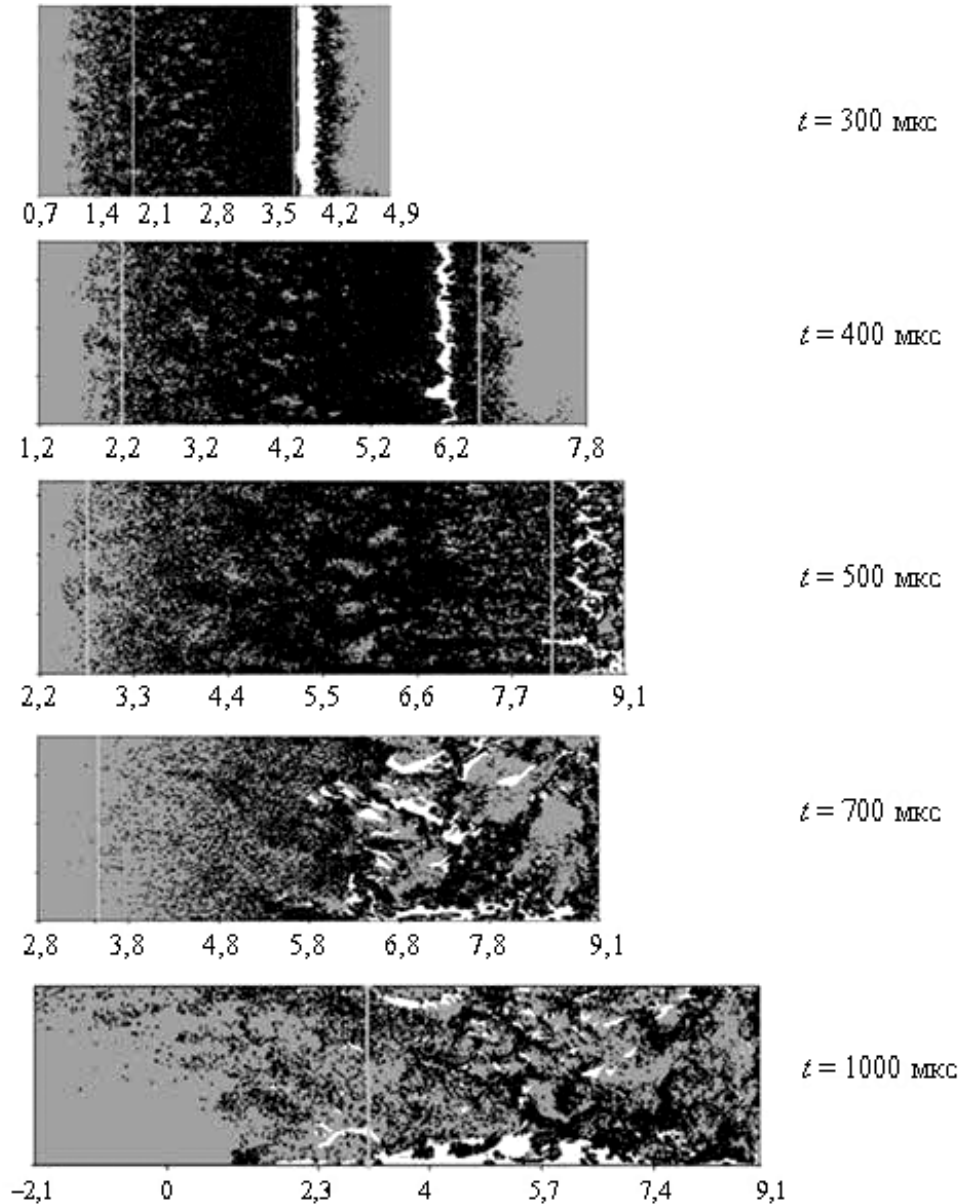 t = 300 мкс
0,7 1,4 2,1 2,8 3,5 4,2 4,9
t = 400 мкс
1,2 2,2 3,2 4,2 5,2 6,2 7,8
t = 500 мкс
2,2 3,3 4,4 5,5 6,6 7,7 9,1
t = 700 мкс
2,8 3,8 4,8 5,8 6,8 7,8 9,1
t = 1000 мкс
−2,1 0 2,3 4 5,7 7,4 9,1